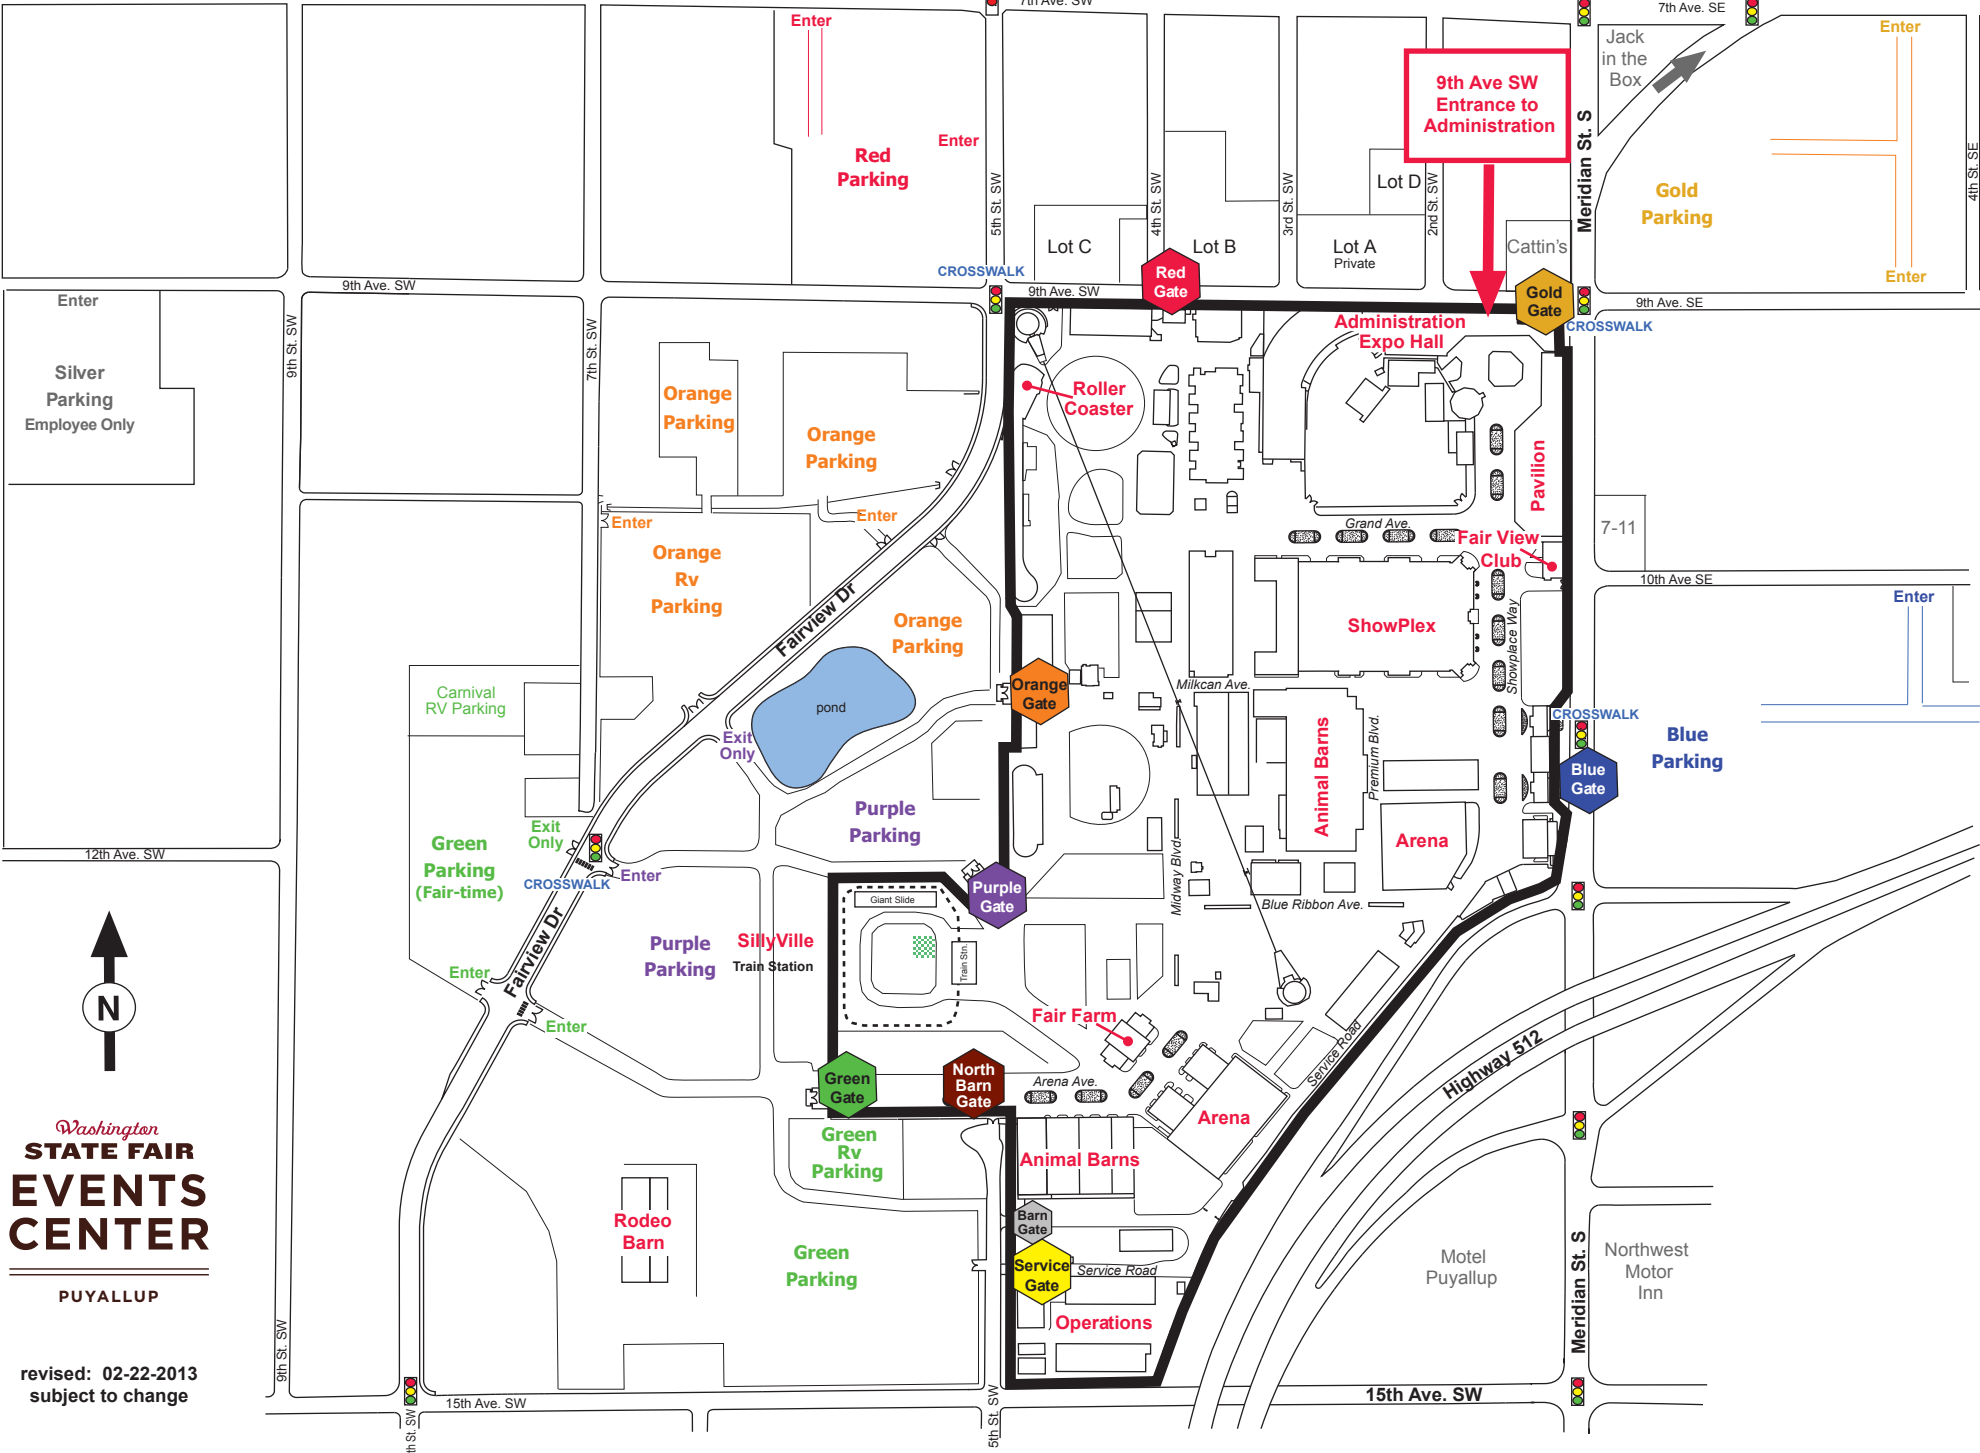 7th Ave. SW
7th Ave. SE
Enter
Enter
Red
Parking
5th St. SW
4th St. SW
3rd St. SW
2nd St. SW
Lot C
Lot B
Lot A
Private
Lot D
9th Ave SW
Entrance to
Administration
Jack
in the
Box
Meridian St. S
Enter
Gold
Parking
Enter
4th St. SE
Cattin's
CROSSWALK
9th Ave. SW
9th Ave. SW
Red
Gate
Gold
Gate
9th Ave. SE
CROSSWALK
Enter
Silver
Parking
Employee Only
9th St. SW
7th St. SW
Orange
Parking
Orange
Parking
Enter
Enter
Orange
Rv
Parking
Orange
Parking
Fairview Dr
pond
Roller
Coaster
Administration
Expo Hall
Pavilion
Grand Ave.
Fair View
Club
7-11
10th Ave SE
ShowPlex
Showplace Way
Enter
Orange
Gate
Milkcan Ave.
Carnival
RV Parking
Exit
Only
CROSSWALK
Blue
Parking
Blue
Gate
Animal Barns
Premium Blvd.
Arena
Purple
Parking
Exit
Only
Green
Parking
(Fair-time)
12th Ave. SW
CROSSWALK
Enter
Purple
Gate
Midway Blvd.
Blue Ribbon Ave.
Giant Slide
Train Stn.
SillyVille
Train Station
Purple
Parking
Fairview Dr
Enter
Enter
Fair Farm
Arena Ave.
Service Road
Highway 512
N
Green
Gate
North
Barn
Gate
Arena
Green
Rv
Parking
Animal Barns
Washington
STATE FAIR
EVENTS
CENTER
PUYALLUP
Rodeo
Barn
Green
Parking
Barn
Gate
Service
Gate
Service Road
Operations
Motel
Puyallup
Meridian St. S
Northwest
Motor
Inn
revised: 02-22-2013
subject to change
9th St. SW
15th Ave. SW
15th Ave. SW
th St. SW
5th St. SW